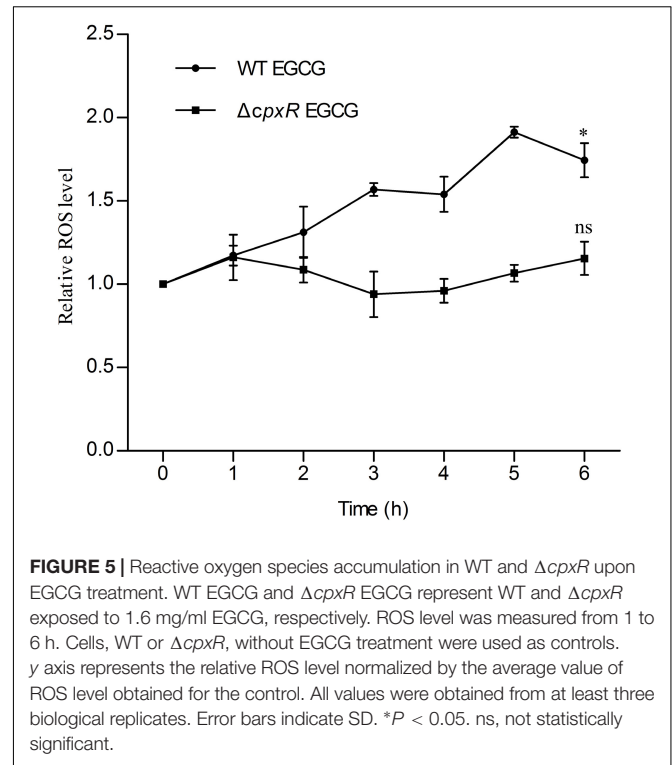 2.5
2.0
1.5
1.0
0.5
0.0
Relative ROS level
WT EGCG
ΔcpxR EGCG
*
ns
0 1 2 3 4 5 6
Time (h)
FIGURE 5 | Reactive oxygen species accumulation in WT and ΔcpxR upon
EGCG treatment. WT EGCG and ΔcpxR EGCG represent WT and ΔcpxR
exposed to 1.6 mg/ml EGCG, respectively. ROS level was measured from 1 to
6 h. Cells, WT or ΔcpxR, without EGCG treatment were used as controls.
y axis represents the relative ROS level normalized by the average value of
ROS level obtained for the control. All values were obtained from at least three
biological replicates. Error bars indicate SD. *P < 0.05. ns, not statistically
significant.